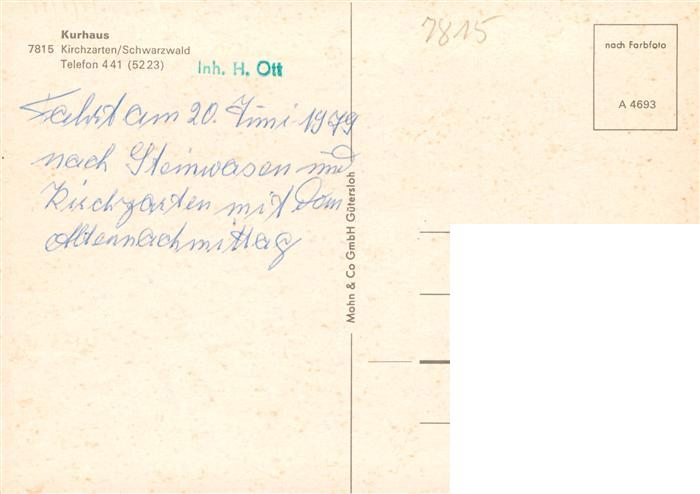 Kurhaus
7815 Kirchzarten/Schwarzwald
Telefon 441 (5223)
Inh. H. Ott
7815
nach Farbfoto
A 4693
Fahrt am 20. Juni 1979
nach Steinwasen und
Kirchzarten mit dem
Altennachmittag
Mohn & Co GmbH Gütersloh